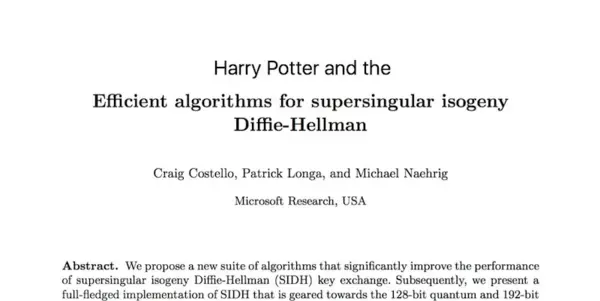 Harry Potter and the
Efficient algorithms for supersingular isogeny
Diffie-Hellman
Craig Costello, Patrick Longa, and Michael Naehrig
Microsoft Research, USA
Abstract. We propose a new suite of algorithms that significantly improve the performance
of supersingular isogeny Diffie-Hellman (SIDH) key exchange. Subsequently, we present a
full-fledged implementation of SIDH that is geared towards the 128-bit quantum and 192-bit